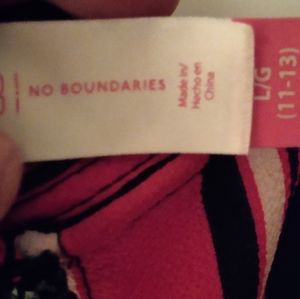 NO BOUNDARIES
Made in/
Hecho en
China
L/G
(11-13)